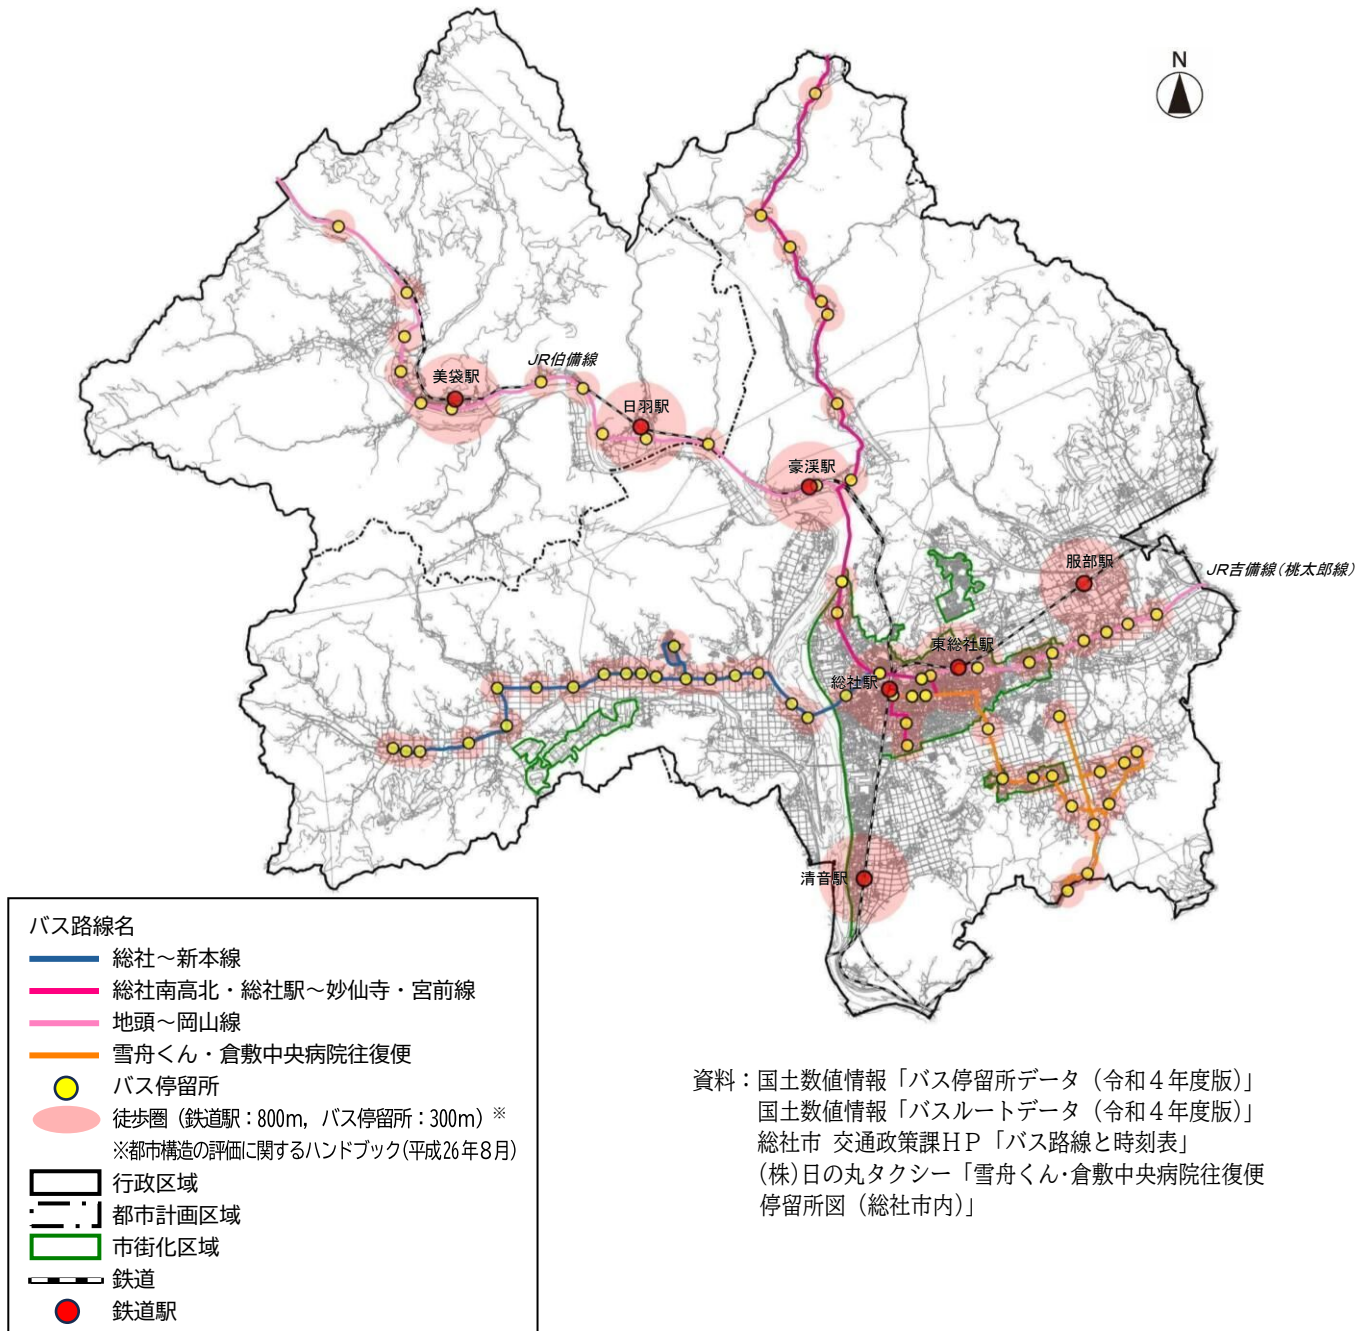 N
JR伯備線
美袋駅
日羽駅
豪渓駅
服部駅
JR吉備線(桃太郎線)
東総社駅
総社駅
清音駅
バス路線名
総社～新本線
総社南高北・総社駅～妙仙寺・宮前線
地頭～岡山線
雪舟くん・倉敷中央病院往復便
バス停留所
徒歩圏（鉄道駅：800m，バス停留所：300m）※
※都市構造の評価に関するハンドブック(平成26年８月)
行政区域
都市計画区域
市街化区域
鉄道
鉄道駅
資料：国土数値情報「バス停留所データ（令和４年度版）」
国土数値情報「バスルートデータ（令和４年度版）」
総社市 交通政策課ＨＰ「バス路線と時刻表」
(株)日の丸タクシー「雪舟くん・倉敷中央病院往復便
停留所図（総社市内）」